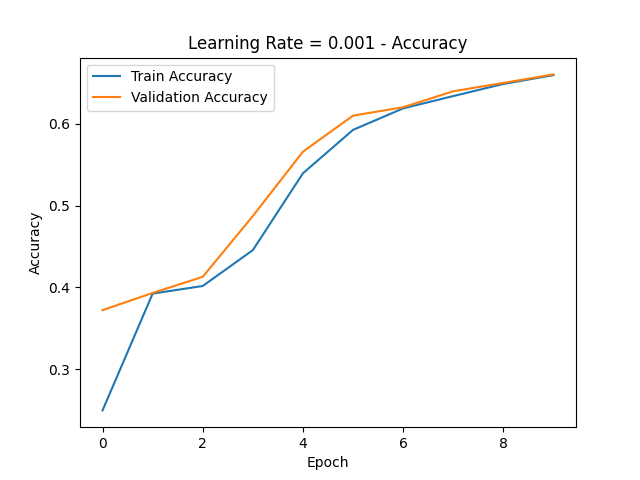 Learning Rate = 0.001 - Accuracy
Train Accuracy
Validation Accuracy
0.6
0.5
0.4
0.3
Accuracy
0 2 4 6 8
Epoch